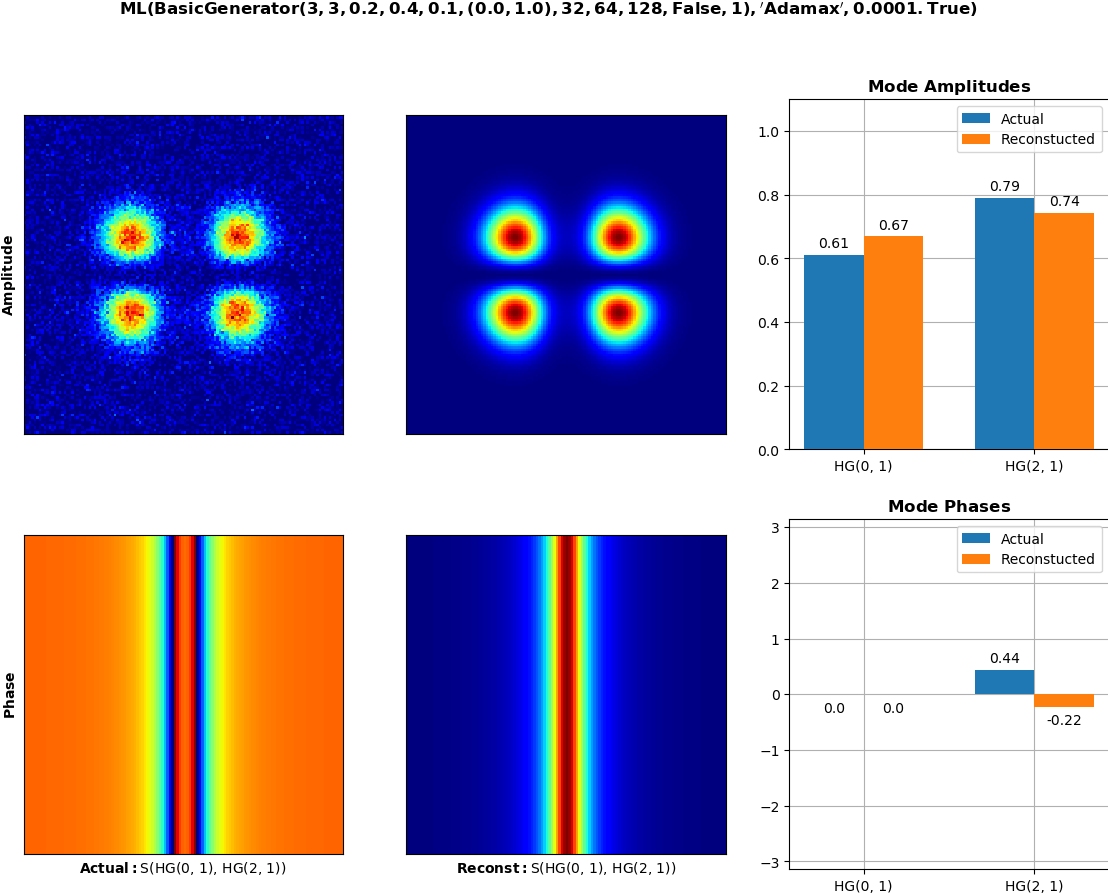 ML(BasicGenerator(3, 3, 0.2, 0.4, 0.1, (0.0, 1.0), 32, 64, 128, False, 1), ′Adamax′, 0.0001. True)
Amplitude
Mode Amplitudes
Actual
Reconstucted
1.0
0.8
0.6
0.4
0.2
0.0
0.61
0.67
0.79
0.74
HG(0, 1)
HG(2, 1)
Phase
Actual: S(HG(0, 1), HG(2, 1))
Reconst: S(HG(0, 1), HG(2, 1))
Mode Phases
Actual
Reconstucted
3
2
1
0
−1
−2
−3
0.0
0.0
0.44
-0.22
HG(0, 1)
HG(2, 1)